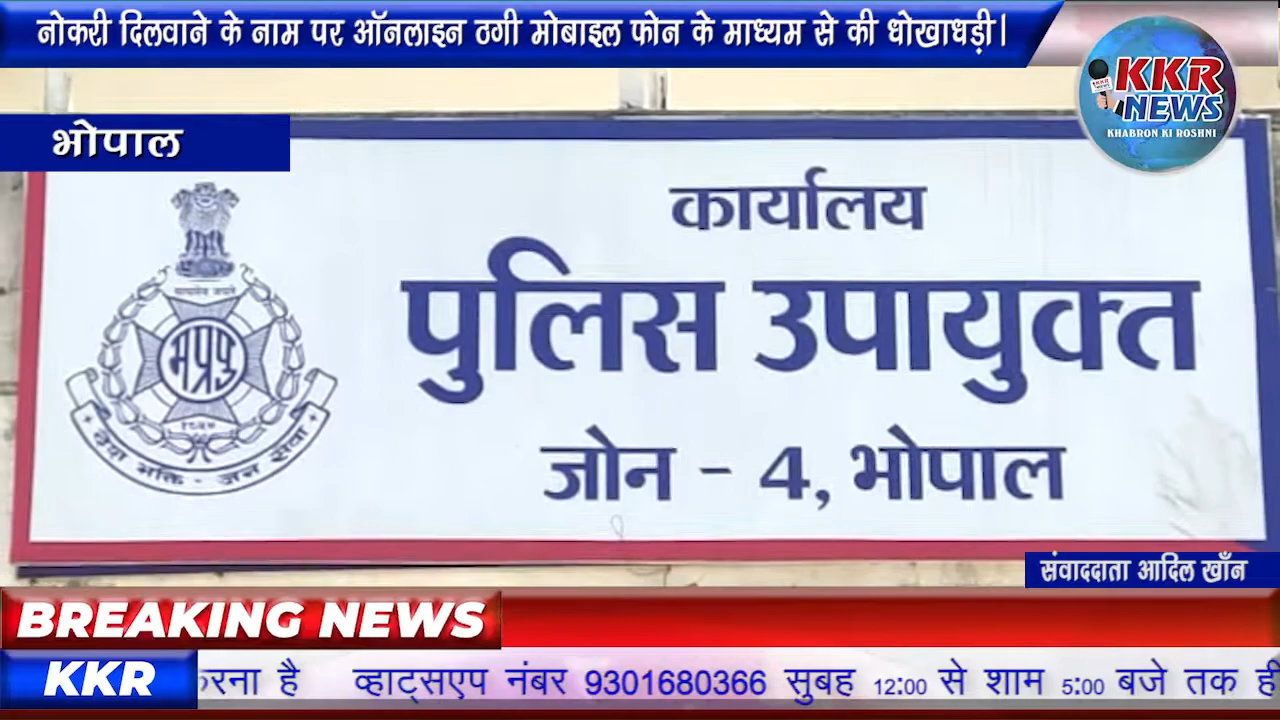 नोकरी दिलवाने के नाम पर ऑनलाइन ठगी मोबाइल फोन के माध्यम से की धोखाधड़ी।
KKR
NEWS
KHABRON KI ROSHNI
भोपाल
कार्यालय
पुलिस उपायुक्त
जोन - 4, भोपाल
मप्रपु
सेवा भक्ति - जन सेवा
संवाददाता आदिल खाँन
BREAKING NEWS
KKR
है व्हाट्सएप नंबर 9301680366 सुबह 12:00 से शाम 5:00 बजे तक ही